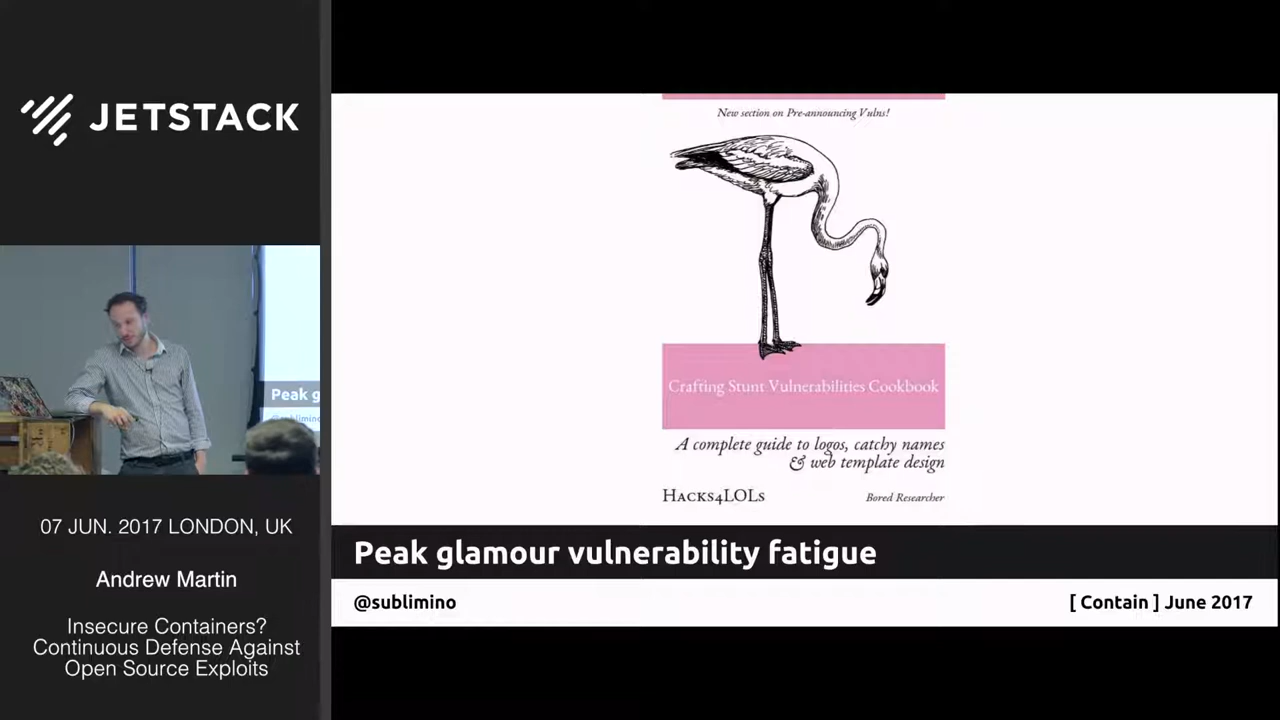 JETSTACK
Peak g
@sublimino
07 JUN. 2017 LONDON, UK
Andrew Martin
Insecure Containers?
Continuous Defense Against
Open Source Exploits
New section on Pre-announcing Vulns!
Crafting Stunt Vulnerabilities Cookbook
A complete guide to logos, catchy names
& web template design
HACKS4LOLS
Bored Researcher
Peak glamour vulnerability fatigue
@sublimino
[ Contain ] June 2017